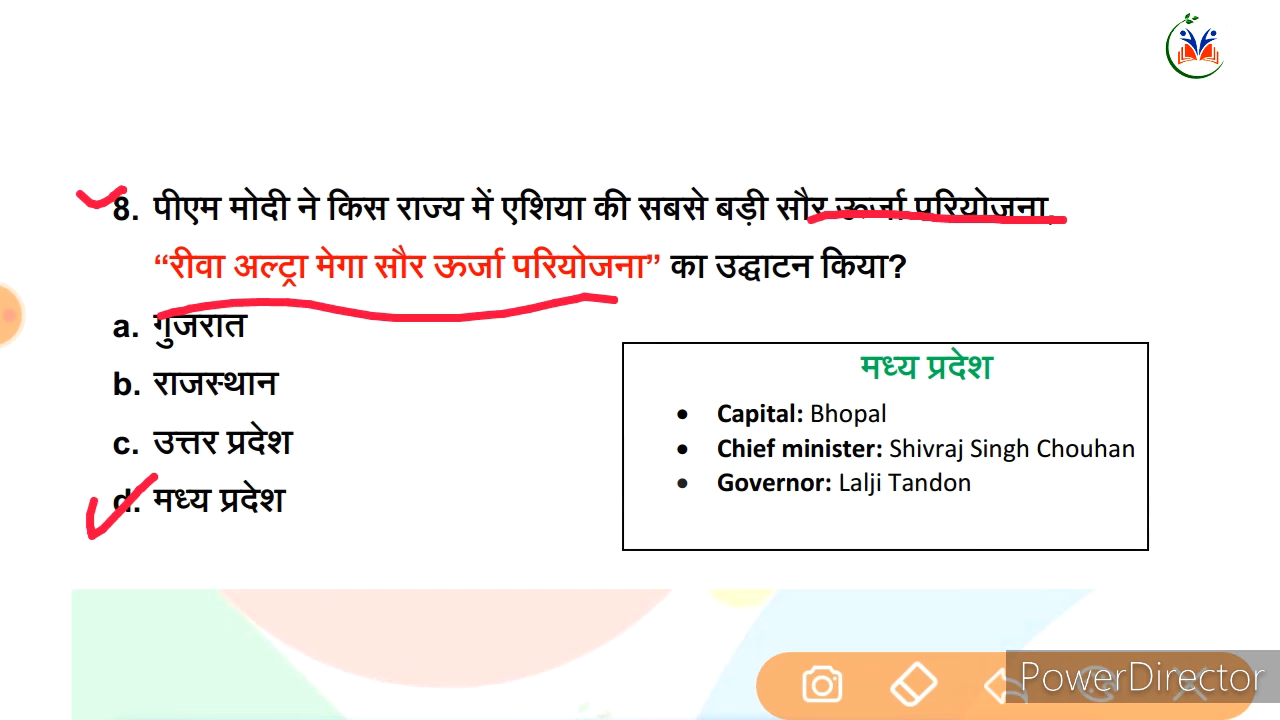 8. पीएम मोदी ने किस राज्य में एशिया की सबसे बड़ी सौर ऊर्जा परियोजना,
“रीवा अल्ट्रा मेगा सौर ऊर्जा परियोजना” का उद्घाटन किया?
a. गुजरात
b. राजस्थान
c. उत्तर प्रदेश
d. मध्य प्रदेश
मध्य प्रदेश
• Capital: Bhopal
• Chief minister: Shivraj Singh Chouhan
• Governor: Lalji Tandon
PowerDirector